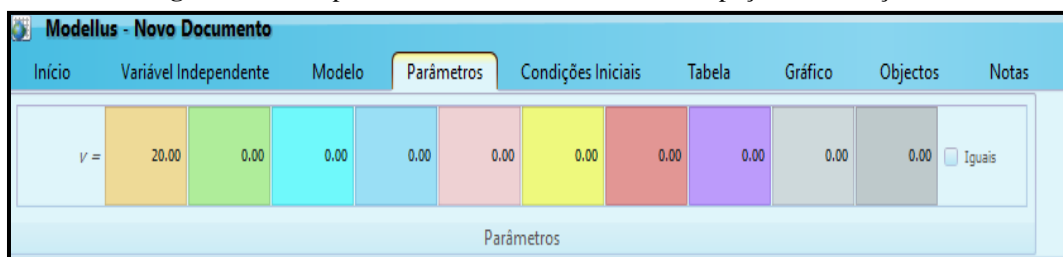 Modellus - Novo Documento
Início Variável Independente Modelo Parâmetros Condições Iniciais Tabela Gráfico Objectos Notas
v = 20.00 0.00 0.00 0.00 0.00 0.00 0.00 0.00 0.00 0.00 Iguais
Parâmetros